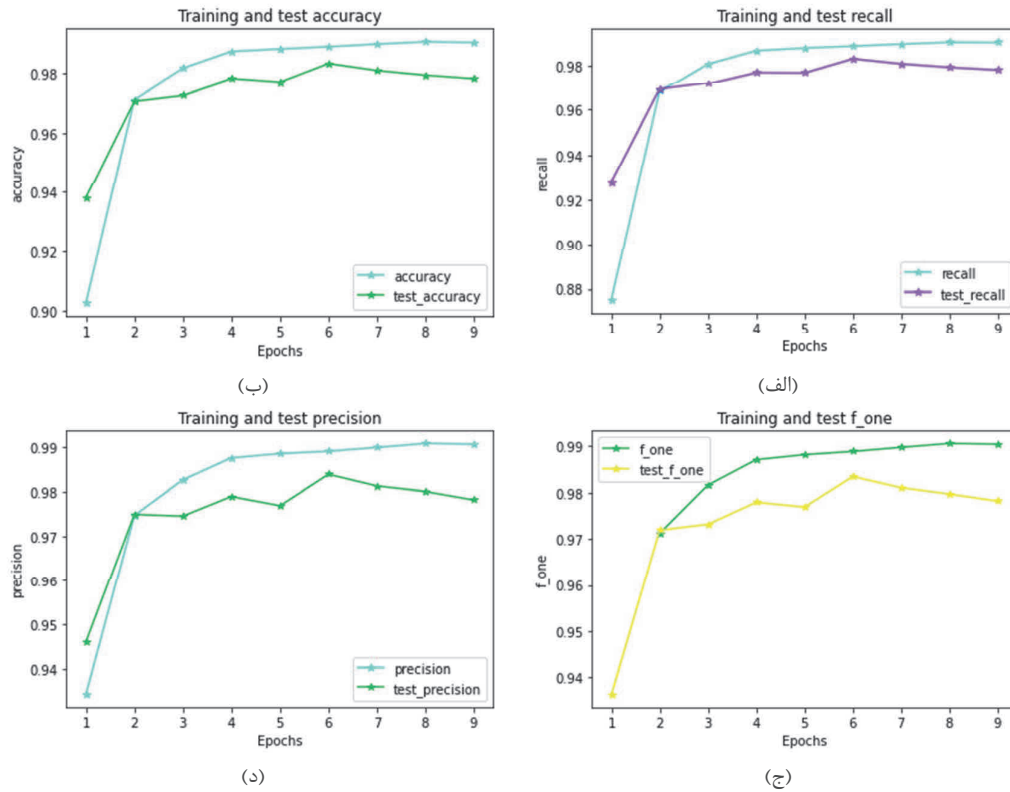 Training and test accuracy
accuracy
0.98
0.96
0.94
0.92
0.90
accuracy
test_accuracy
1 2 3 4 5 6 7 8 9
Epochs
(ب)
Training and test recall
recall
0.98
0.96
0.94
0.92
0.90
0.88
recall
test_recall
1 2 3 4 5 6 7 8 9
Epochs
(الف)
Training and test precision
precision
0.99
0.98
0.97
0.96
0.95
0.94
precision
test_precision
1 2 3 4 5 6 7 8 9
Epochs
(د)
Training and test f_one
f_one
0.99
0.98
0.97
0.96
0.95
0.94
f_one
test_f_one
1 2 3 4 5 6 7 8 9
Epochs
(ج)